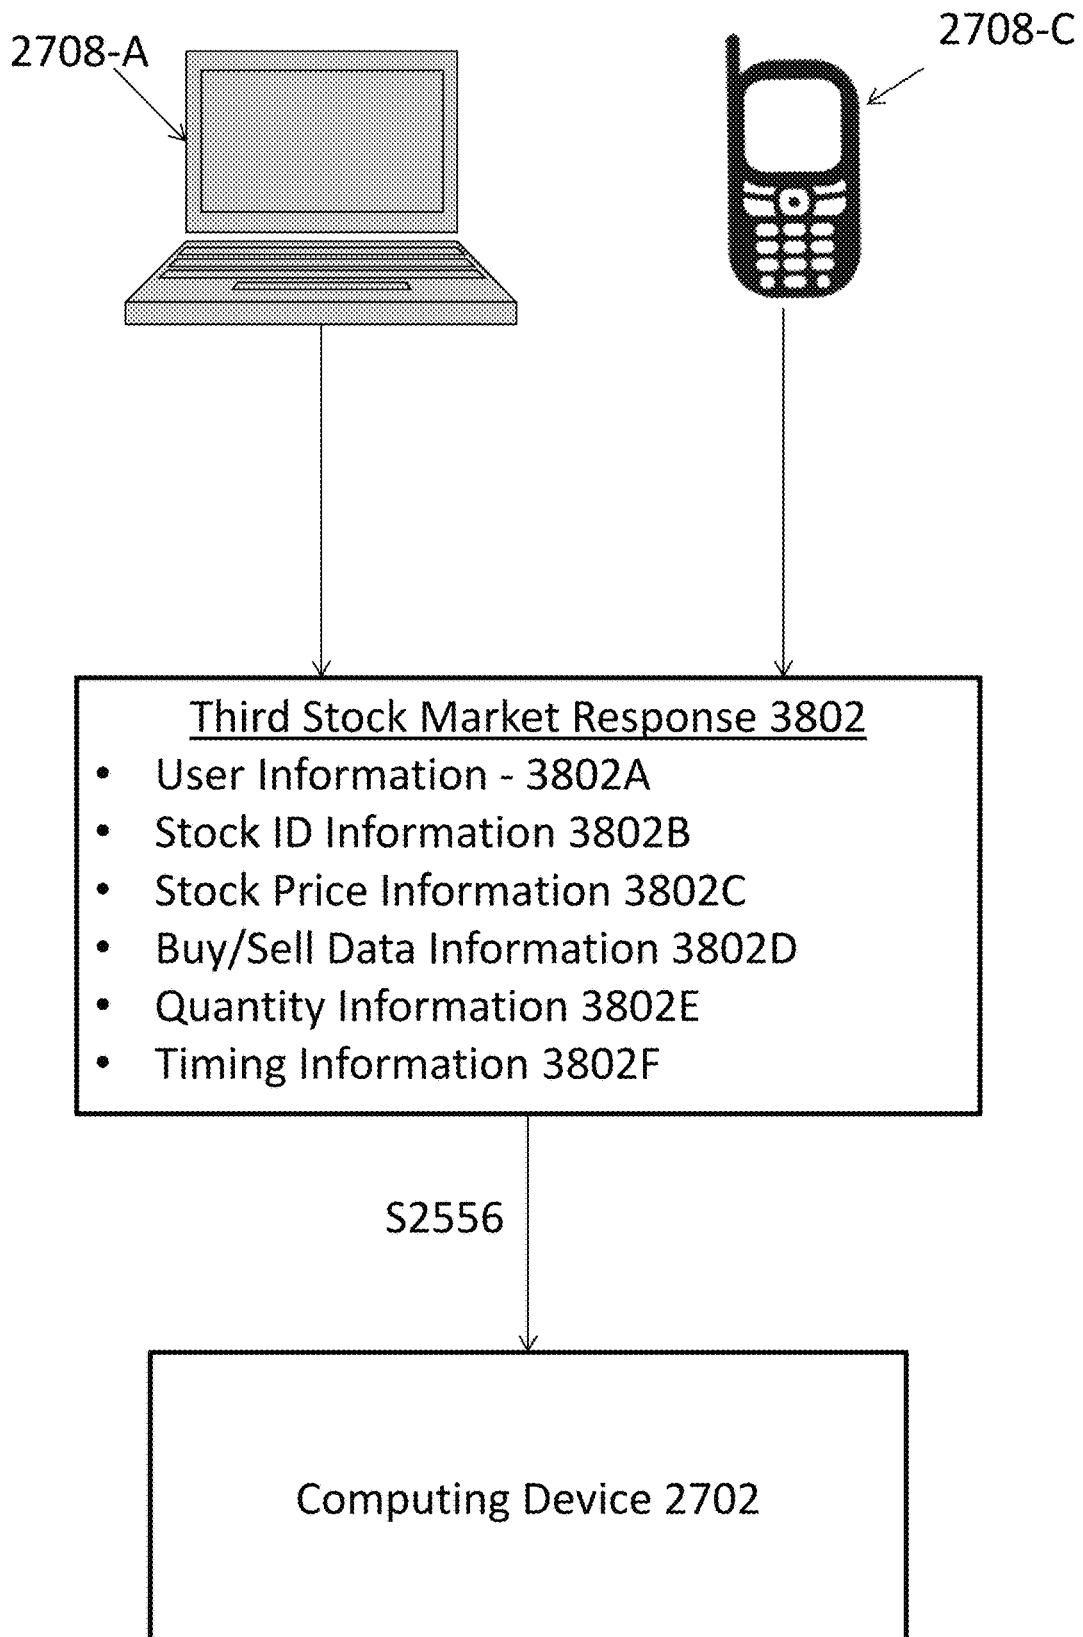 2708-A
2708-C
Third Stock Market Response 3802
• User Information - 3802A
• Stock ID Information 3802B
• Stock Price Information 3802C
• Buy/Sell Data Information 3802D
• Quantity Information 3802E
• Timing Information 3802F
S2556
Computing Device 2702